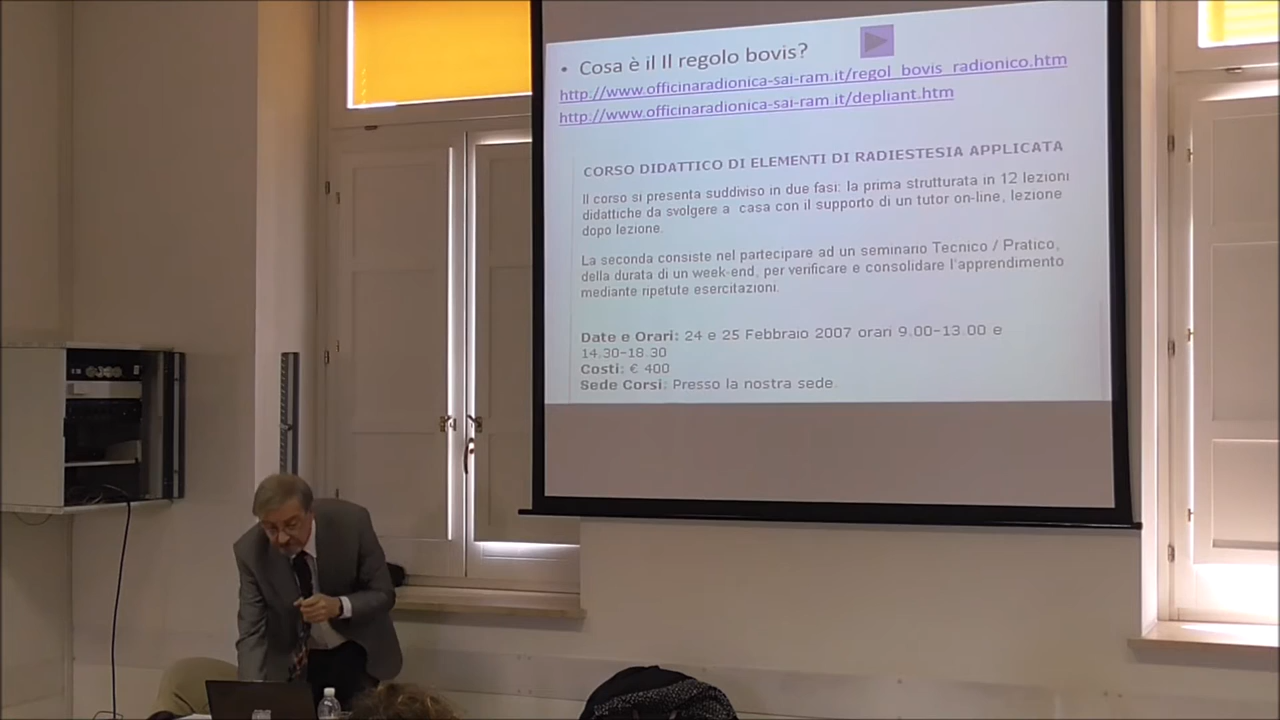 • Cosa è il Il regolo bovis?
http://www.officinaradionica-sai-ram.it/regol_bovis_radionico.htm
http://www.officinaradionica-sai-ram.it/depliant.htm
CORSO DIDATTICO DI ELEMENTI DI RADIESTESIA APPLICATA
Il corso si presenta suddiviso in due fasi: la prima strutturata in 12 lezioni
didattiche da svolgere a casa con il supporto di un tutor on-line, lezione
dopo lezione.
La seconda consiste nel partecipare ad un seminario Tecnico / Pratico,
della durata di un week-end, per verificare e consolidare l'apprendimento
mediante ripetute esercitazioni.
Date e Orari: 24 e 25 Febbraio 2007 orari 9.00-13.00 e
14.30-18.30
Costi: € 400
Sede Corsi: Presso la nostra sede.